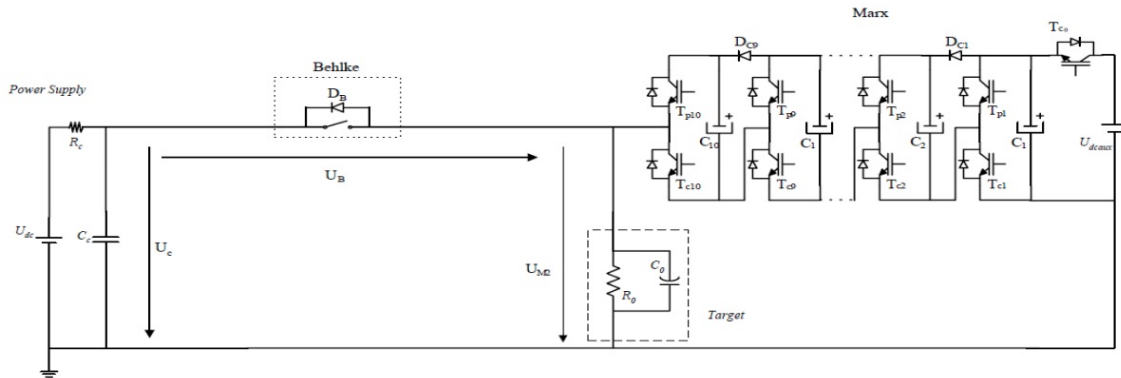 Marx
T_Co
D_C9
D_C1
Behlke
D_B
Power Supply
T_p10
T_p9
T_p2
T_p1
+
+
+
+
R_c
C_10
C_1
C_2
C_1
U_dcaux
U_B
T_c10
T_c9
T_c2
T_c1
U_dc
C_c
U_c
U_M2
C_0
R_0
Target